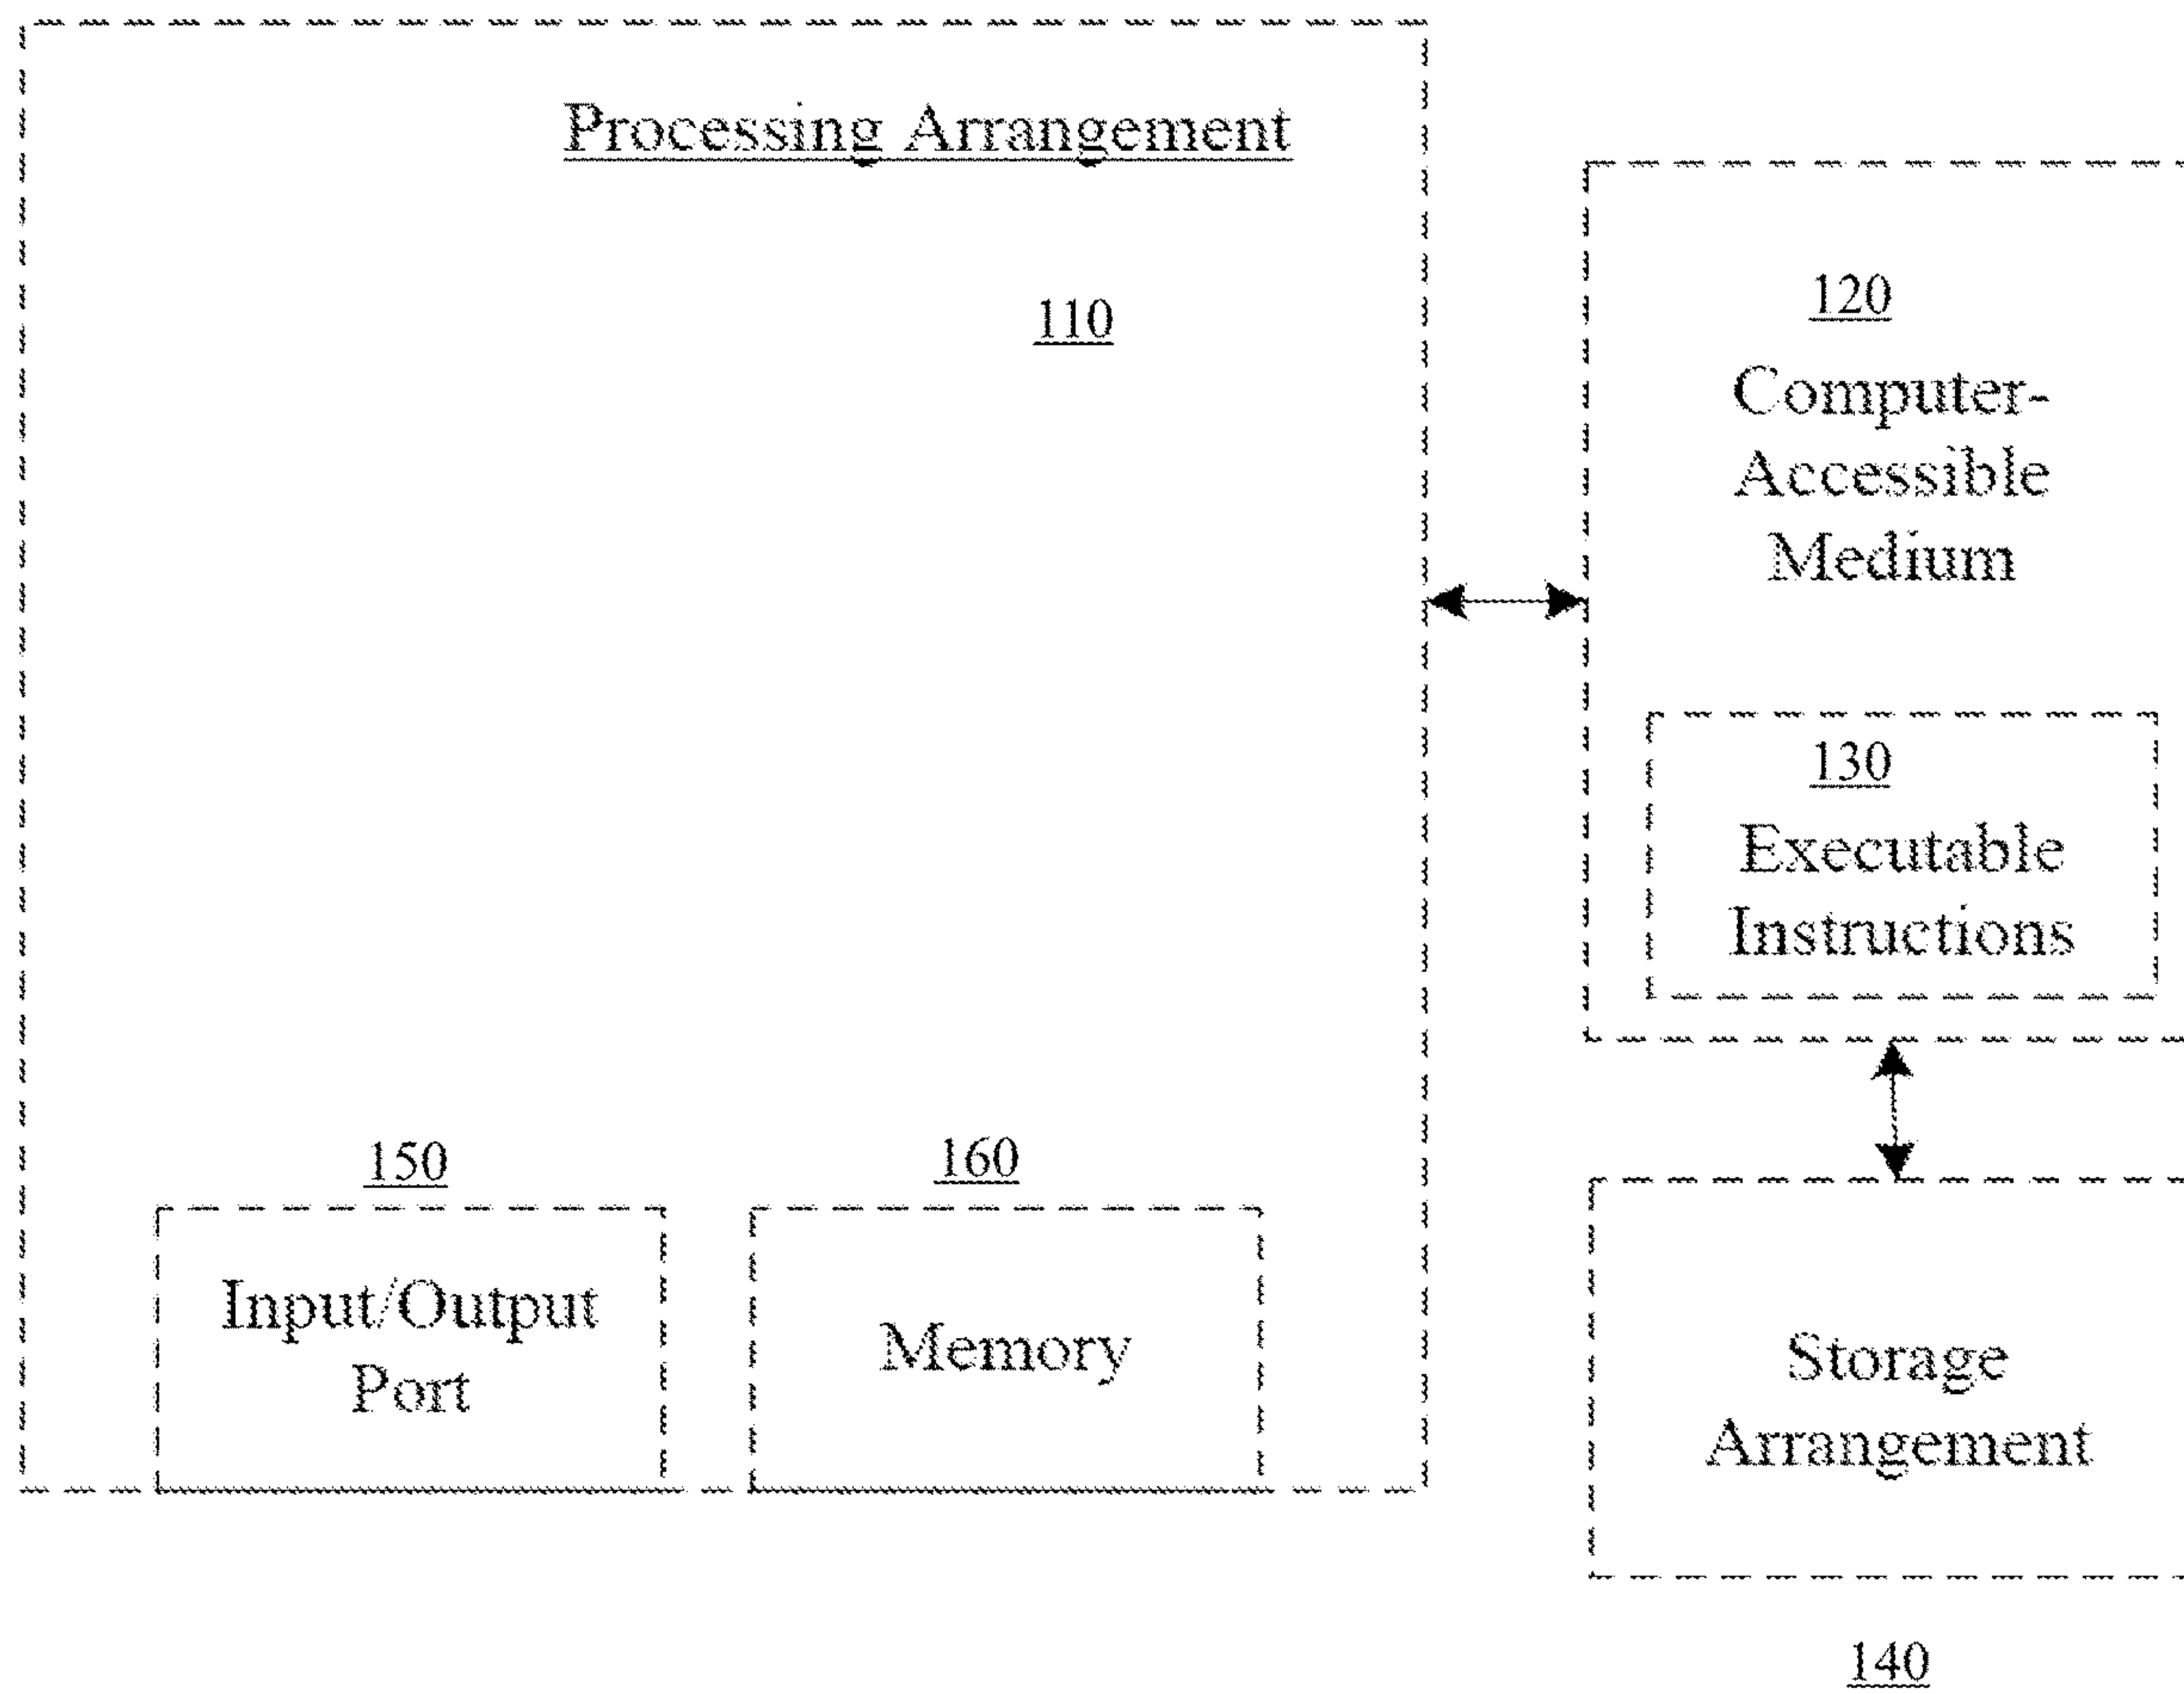 Processing Arrangement
110
120
Computer-
Accessible
Medium
130
Executable
Instructions
150
Input/Output
Port
160
Memory
Storage
Arrangement
140